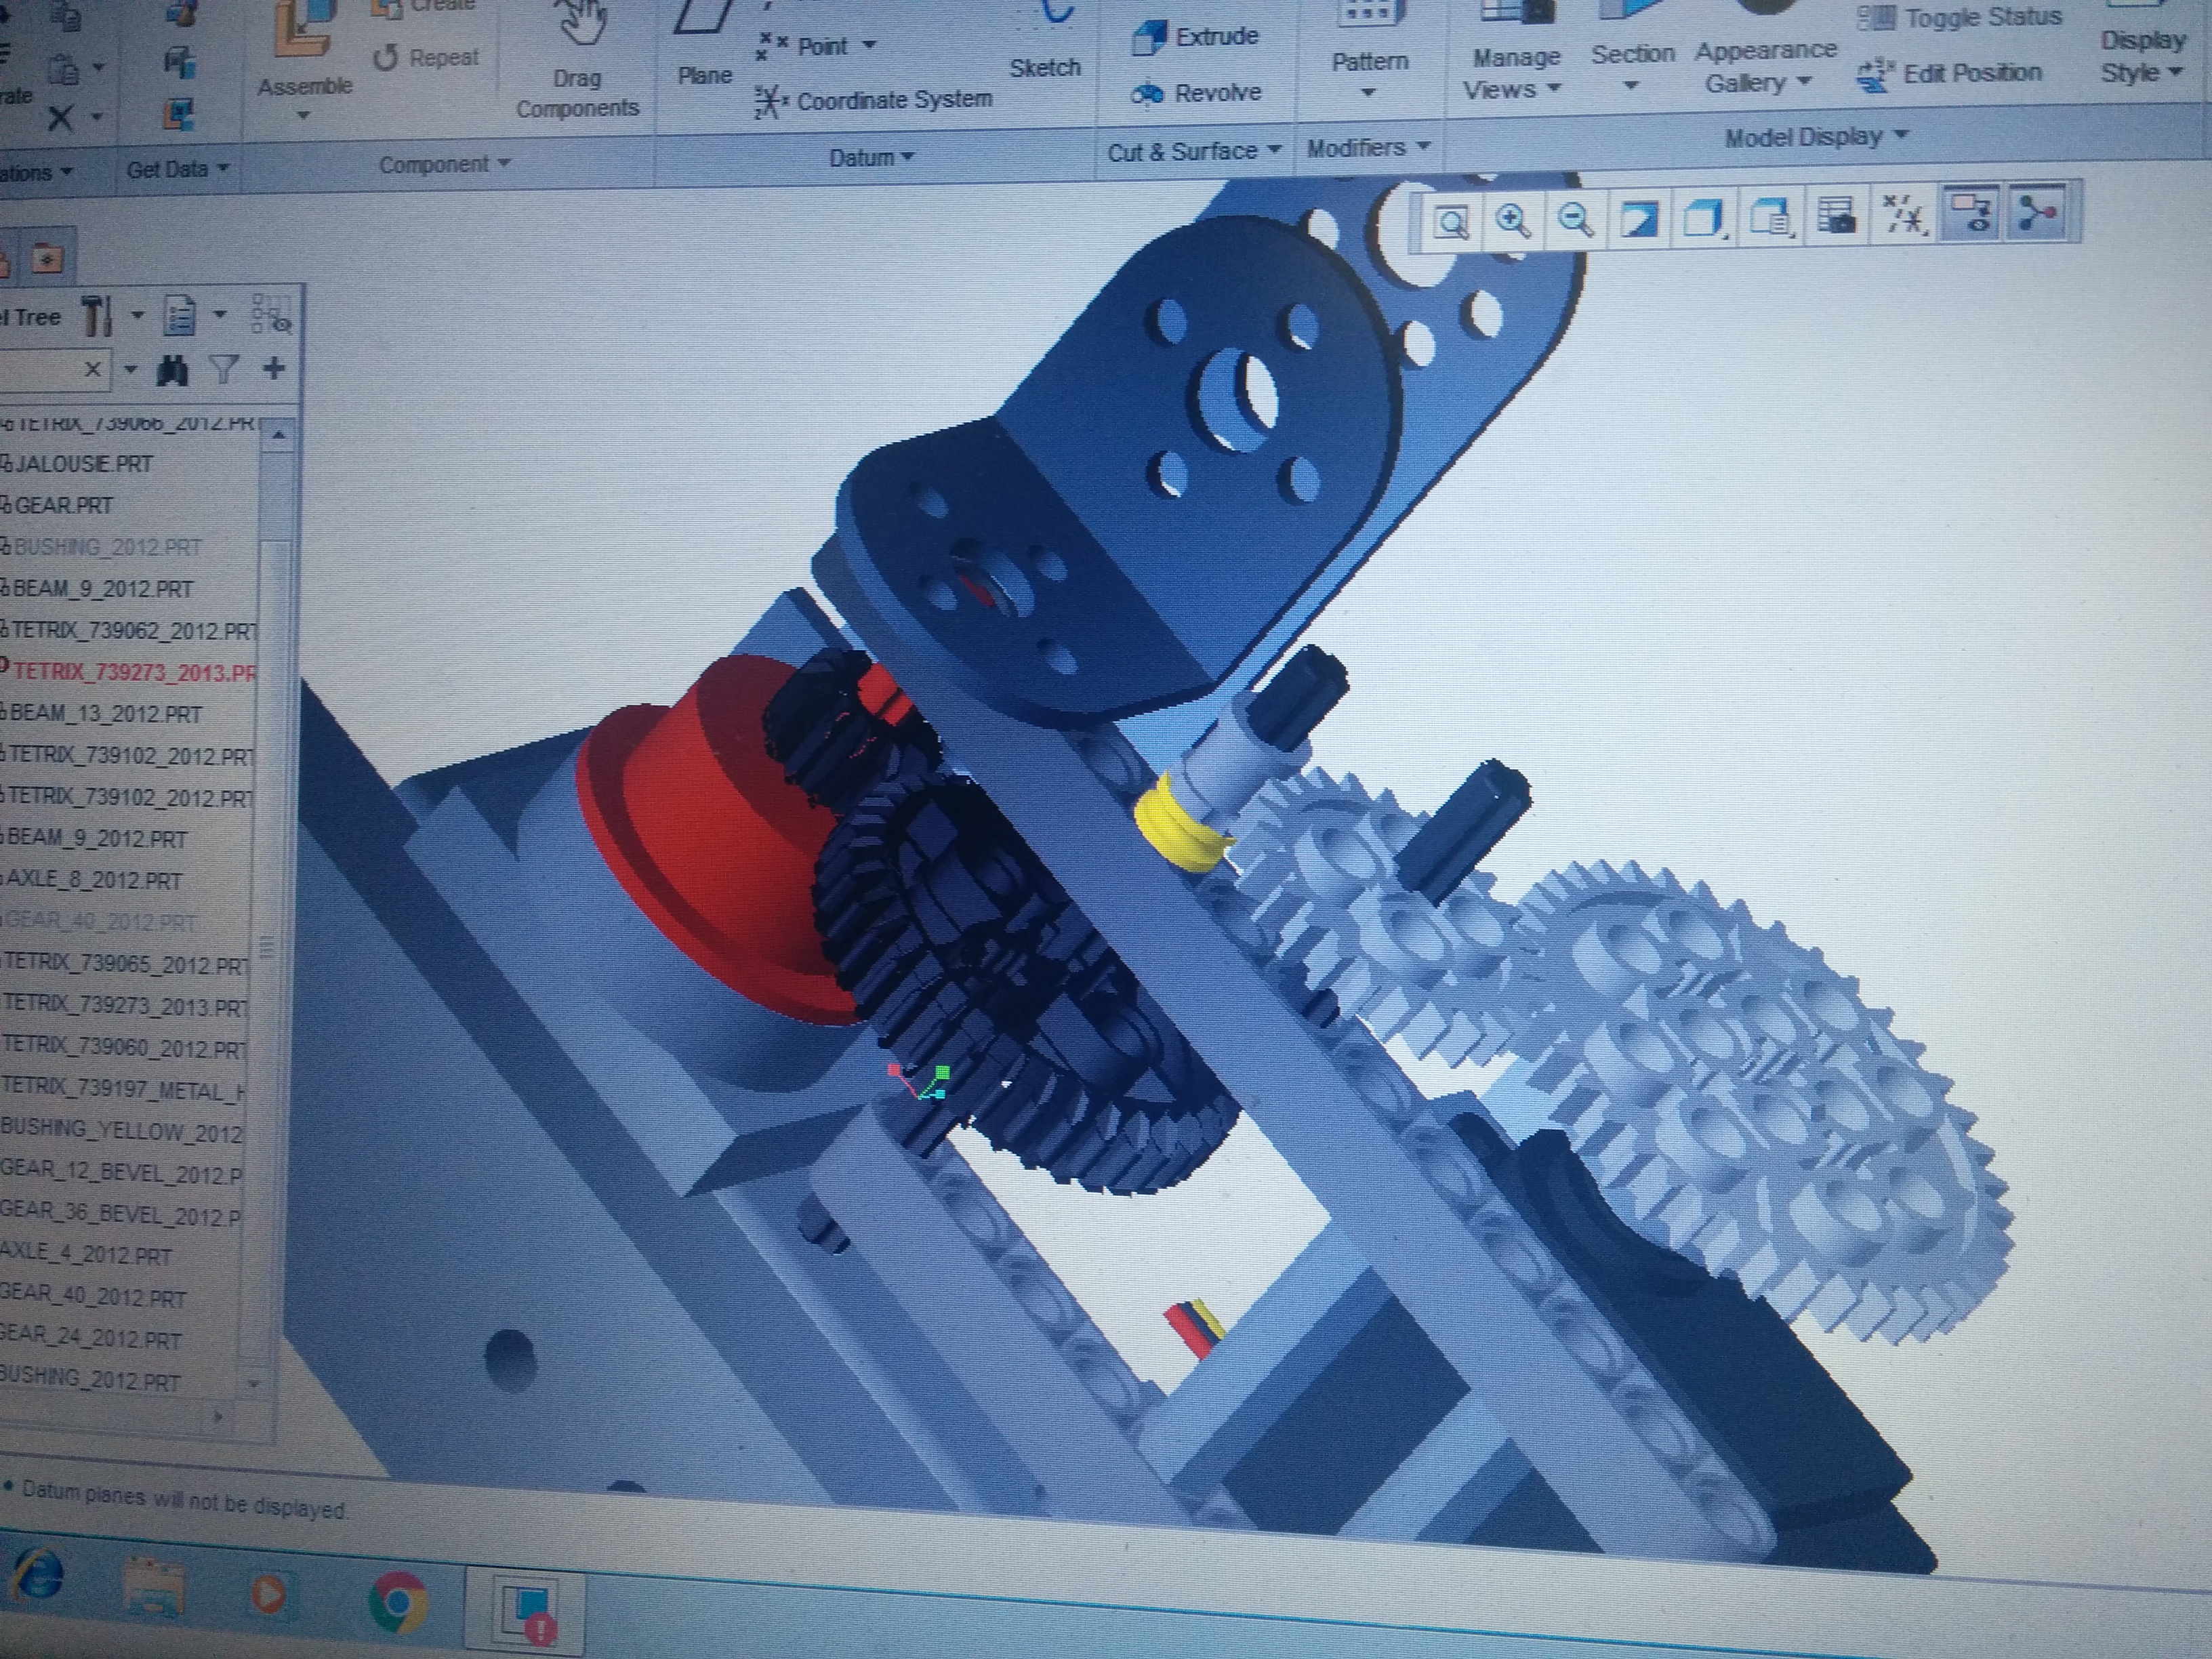 Create
Repeat
Assemble
Drag
Components
Plane
Point
Coordinate System
Sketch
Extrude
Revolve
Pattern
Manage
Views
Section
Appearance
Gallery
Toggle Status
Edit Position
Display
Style
Get Data
Component
Datum
Cut & Surface
Modifiers
Model Display
Tree
TETRIX_739066_2012.PR
JALOUSIE.PRT
GEAR.PRT
BUSHING_2012.PRT
BEAM_9_2012.PRT
TETRIX_739062_2012.PRT
TETRIX_739273_2013.PR
BEAM_13_2012.PRT
TETRIX_739102_2012.PRT
TETRIX_739102_2012.PRT
BEAM_9_2012.PRT
AXLE_8_2012.PRT
GEAR_40_2012.PRT
TETRIX_739065_2012.PRT
TETRIX_739273_2013.PRT
TETRIX_739060_2012.PRT
TETRIX_739197_METAL_H
BUSHING_YELLOW_2012
GEAR_12_BEVEL_2012.P
GEAR_36_BEVEL_2012.P
AXLE_4_2012.PRT
GEAR_40_2012.PRT
GEAR_24_2012.PRT
BUSHING_2012.PRT
• Datum planes will not be displayed.